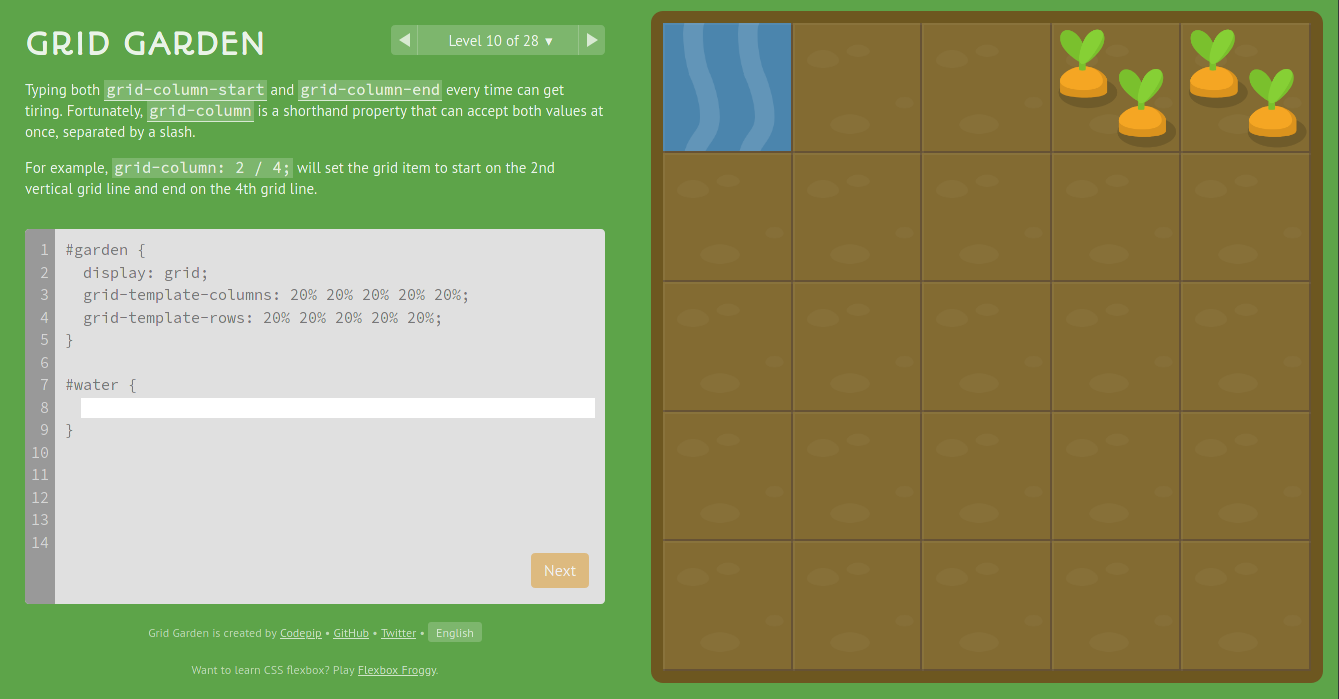 GRID GARDEN
◀ Level 10 of 28 ▾ ▶
Typing both grid-column-start and grid-column-end every time can get
tiring. Fortunately, grid-column is a shorthand property that can accept both values at
once, separated by a slash.
For example, grid-column: 2 / 4; will set the grid item to start on the 2nd
vertical grid line and end on the 4th grid line.
1 #garden {
2   display: grid;
3   grid-template-columns: 20% 20% 20% 20% 20%;
4   grid-template-rows: 20% 20% 20% 20% 20%;
5 }
6
7 #water {
8
9 }
10
11
12
13
14
Next
Grid Garden is created by Codepip • GitHub • Twitter • English
Want to learn CSS flexbox? Play Flexbox Froggy.